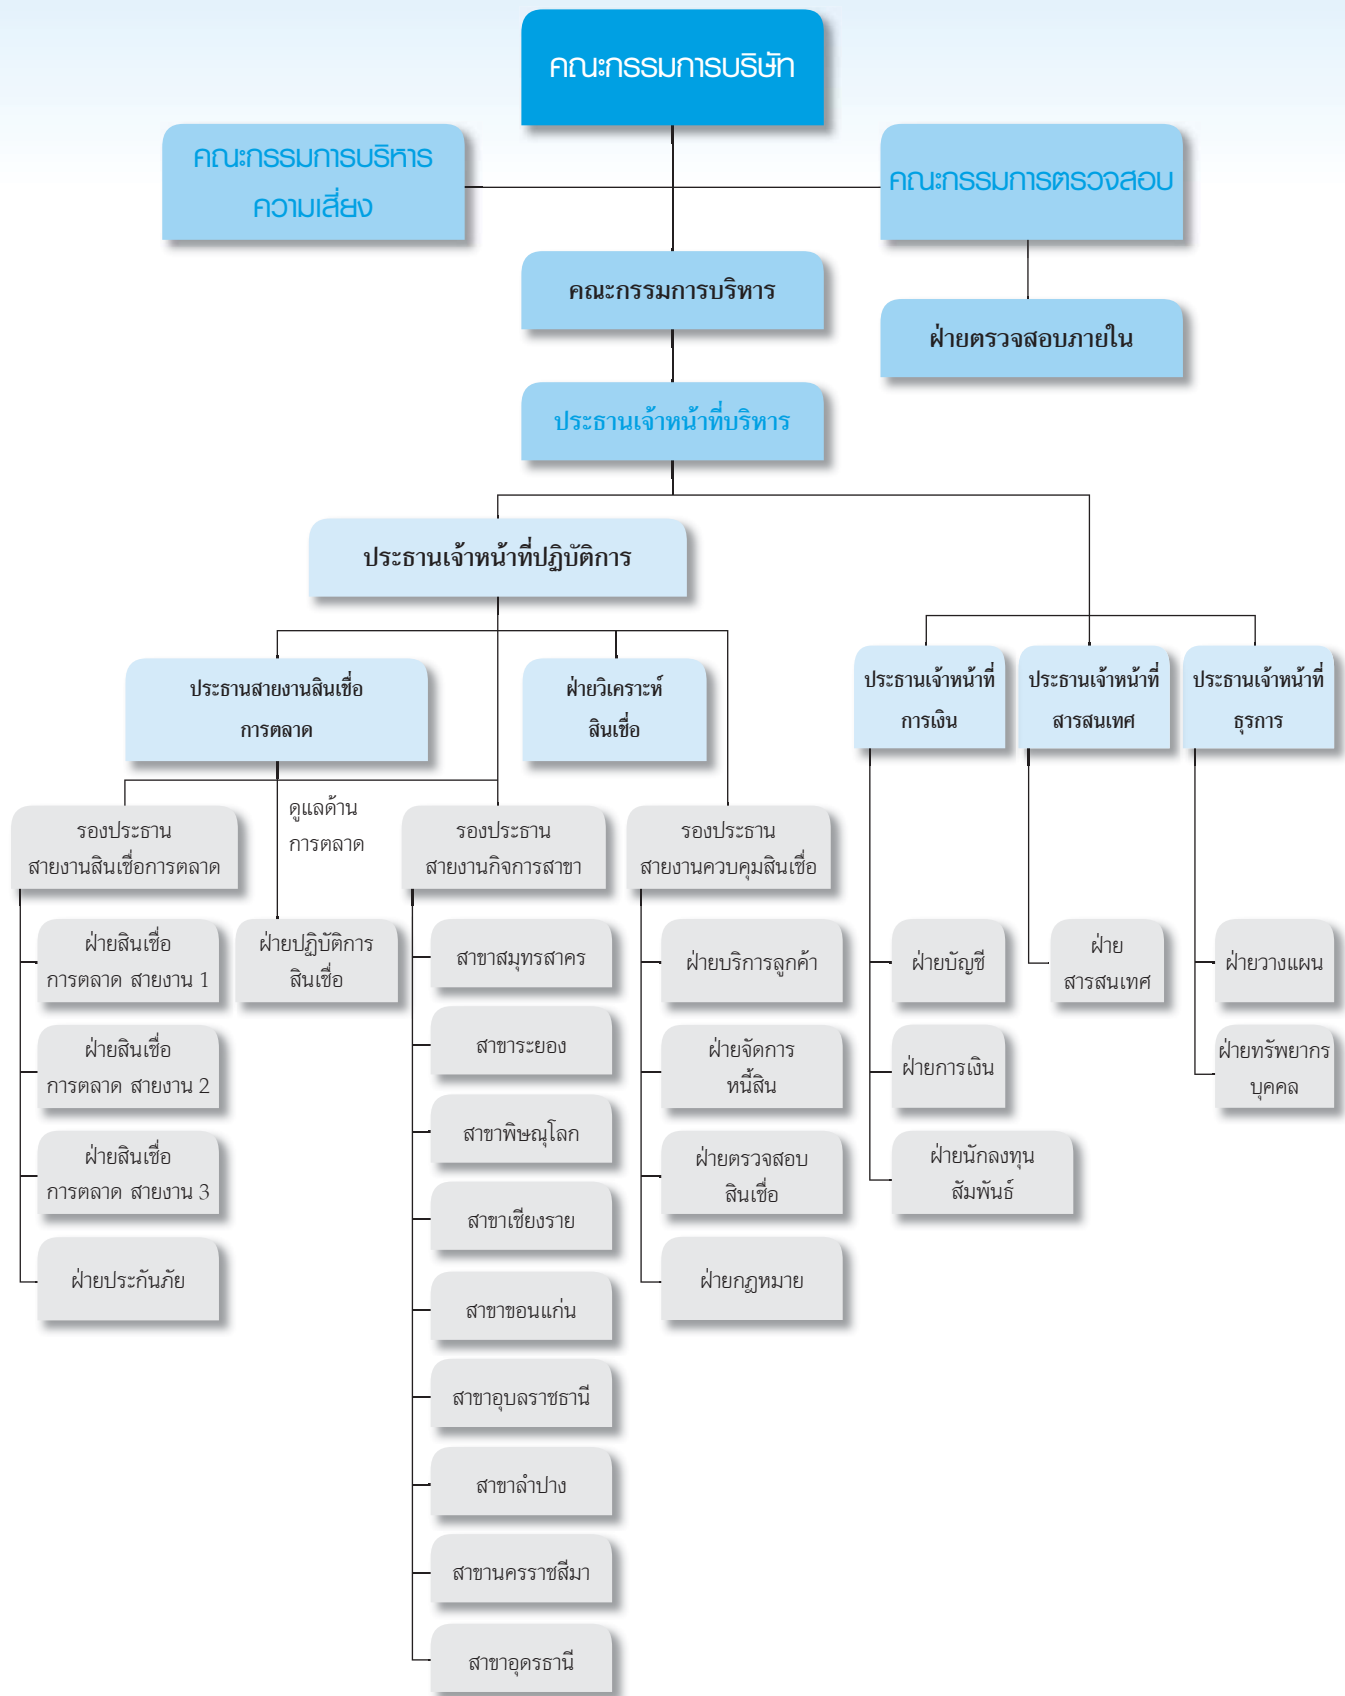 คณะกรรมการบริษัท
คณะกรรมการบริหาร
ความเสี่ยง
คณะกรรมการตรวจสอบ
คณะกรรมการบริหาร
ฝ่ายตรวจสอบภายใน
ประธานเจ้าหน้าที่บริหาร
ประธานเจ้าหน้าที่ปฏิบัติการ
ประธานสายงานสินเชื่อ
การตลาด
ฝ่ายวิเคราะห์
สินเชื่อ
ประธานเจ้าหน้าที่
การเงิน
ประธานเจ้าหน้าที่
สารสนเทศ
ประธานเจ้าหน้าที่
ธุรการ
ดูแลด้าน
การตลาด
รองประธาน
สายงานสินเชื่อการตลาด
รองประธาน
สายงานกิจการสาขา
รองประธาน
สายงานควบคุมสินเชื่อ
ฝ่ายสินเชื่อ
การตลาด สายงาน 1
ฝ่ายสินเชื่อ
การตลาด สายงาน 2
ฝ่ายสินเชื่อ
การตลาด สายงาน 3
ฝ่ายประกันภัย
ฝ่ายปฏิบัติการ
สินเชื่อ
สาขาสมุทรสาคร
สาขาระยอง
สาขาพิษณุโลก
สาขาเชียงราย
สาขาขอนแก่น
สาขาอุบลราชธานี
สาขาลำปาง
สาขานครราชสีมา
สาขาอุดรธานี
ฝ่ายบริการลูกค้า
ฝ่ายจัดการ
หนี้สิน
ฝ่ายตรวจสอบ
สินเชื่อ
ฝ่ายกฎหมาย
ฝ่ายบัญชี
ฝ่ายการเงิน
ฝ่ายนักลงทุน
สัมพันธ์
ฝ่าย
สารสนเทศ
ฝ่ายวางแผน
ฝ่ายทรัพยากร
บุคคล